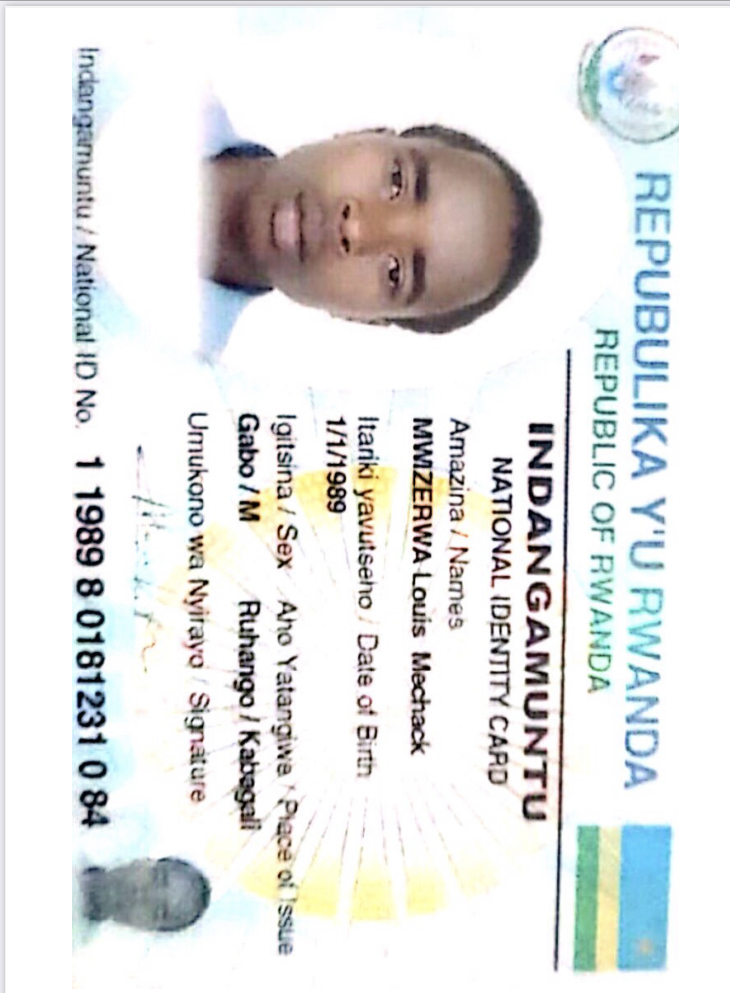 REPUBULIKA Y'U RWANDA
REPUBLIC OF RWANDA
INDANGAMUNTU
NATIONAL IDENTITY CARD
Amazina / Names
MWIZERWA Louis Mechack
Itariki yavutseho / Date of Birth
1/1/1989
Igitsina / Sex Aho Yatangiwe / Place of Issue
Gabo / M Ruhango / Kabagali
Umukono wa Nyirayo / Signature
Indangamuntu / National ID No. 1 1989 8 0181231 0 84